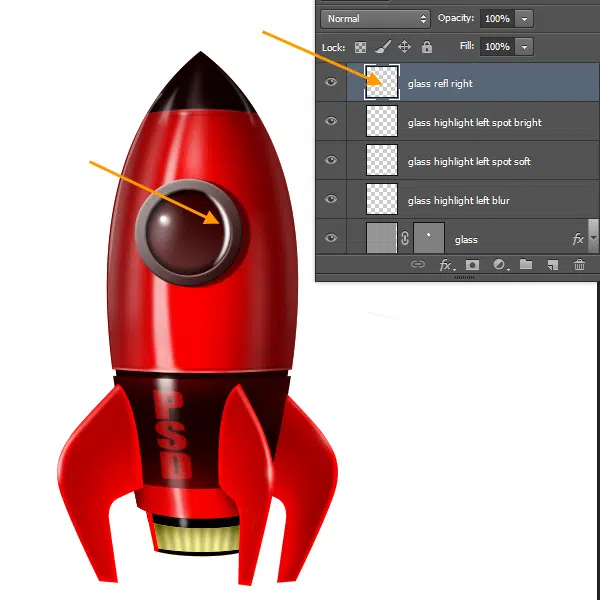 Normal Opacity: 100%
Lock: Fill: 100%
glass refl right
glass highlight left spot bright
glass highlight left spot soft
glass highlight left blur
glass fx
fx
PSD